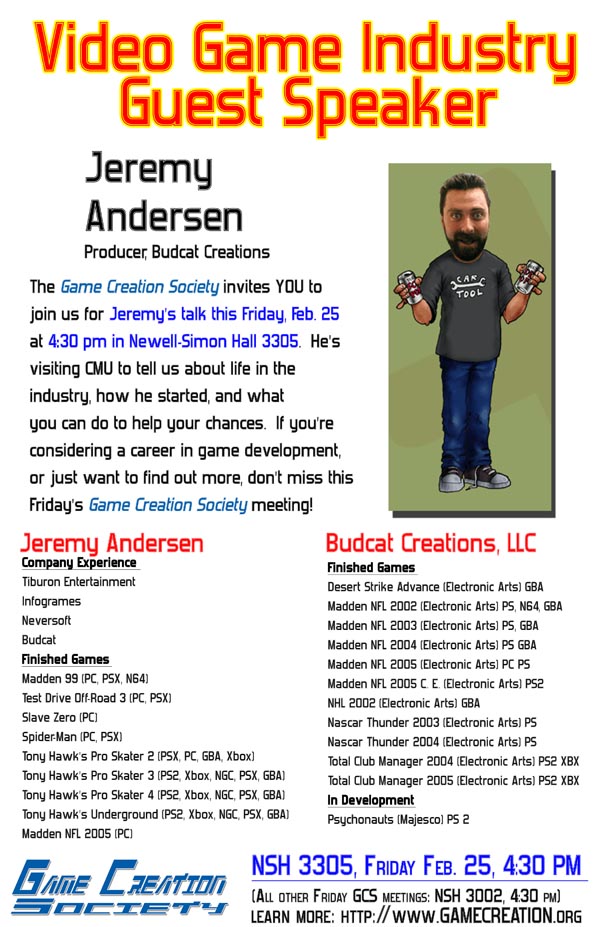 Video Game Industry
Guest Speaker
Jeremy
Andersen
Producer, Budcat Creations
The Game Creation Society invites YOU to
join us for Jeremy's talk this Friday, Feb. 25
at 4:30 pm in Newell-Simon Hall 3305. He's
visiting CMU to tell us about life in the
industry, how he started, and what
you can do to help your chances. If you're
considering a career in game development,
or just want to find out more, don't miss this
Friday's Game Creation Society meeting!
CAR
TOOL
Jeremy Andersen
Company Experience
Tiburon Entertainment
Infogrames
Neversoft
Budcat
Finished Games
Madden 99 (PC, PSX, N64)
Test Drive Off-Road 3 (PC, PSX)
Slave Zero (PC)
Spider-Man (PC, PSX)
Tony Hawk's Pro Skater 2 (PSX, PC, GBA, Xbox)
Tony Hawk's Pro Skater 3 (PS2, Xbox, NGC, PSX, GBA)
Tony Hawk's Pro Skater 4 (PS2, Xbox, NGC, PSX, GBA)
Tony Hawk's Underground (PS2, Xbox, NGC, PSX, GBA)
Madden NFL 2005 (PC)
Budcat Creations, LLC
Finished Games
Desert Strike Advance (Electronic Arts) GBA
Madden NFL 2002 (Electronic Arts) PS, N64, GBA
Madden NFL 2003 (Electronic Arts) PS, GBA
Madden NFL 2004 (Electronic Arts) PS GBA
Madden NFL 2005 (Electronic Arts) PC PS
Madden NFL 2005 C. E. (Electronic Arts) PS2
NHL 2002 (Electronic Arts) GBA
Nascar Thunder 2003 (Electronic Arts) PS
Nascar Thunder 2004 (Electronic Arts) PS
Total Club Manager 2004 (Electronic Arts) PS2 XBX
Total Club Manager 2005 (Electronic Arts) PS2 XBX
In Development
Psychonauts (Majesco) PS 2
Game Creation
Society
NSH 3305, Friday Feb. 25, 4:30 PM
(All other Friday GCS meetings: NSH 3002, 4:30 pm)
learn more: http://www.gamecreation.org